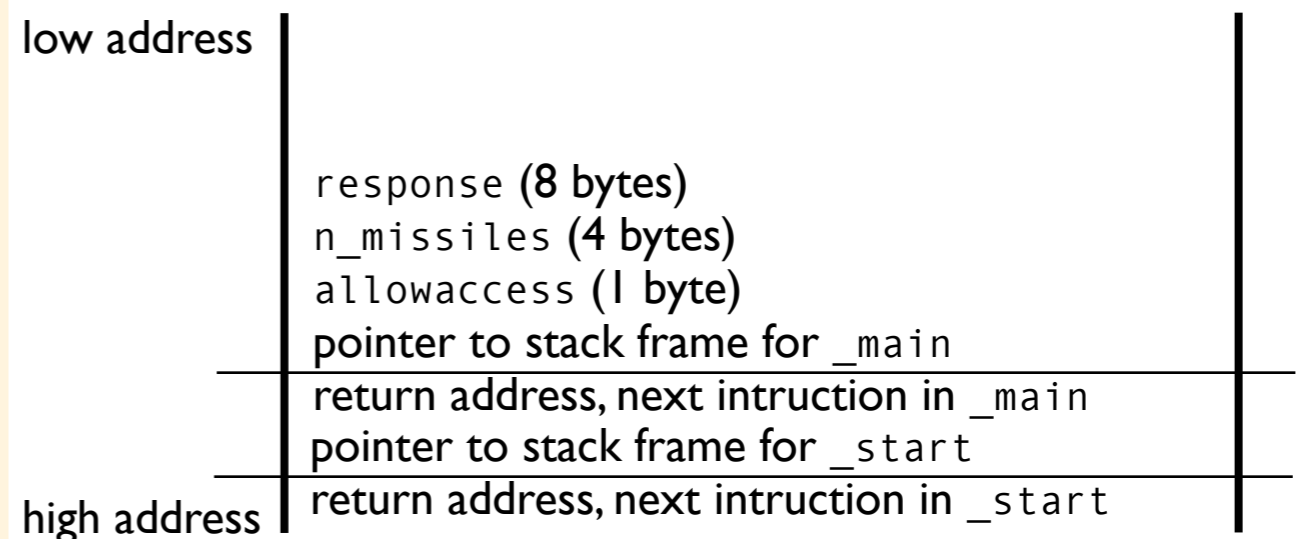 low address
response (8 bytes)
n_missiles (4 bytes)
allowaccess (1 byte)
pointer to stack frame for _main
return address, next intruction in _main
pointer to stack frame for _start
return address, next intruction in _start
high address